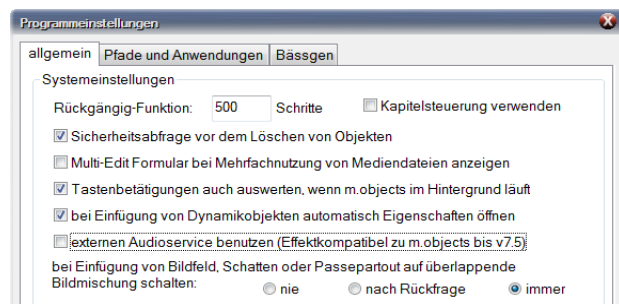 Programmeinstellungen
allgemein Pfade und Anwendungen Bässgen
Systemeinstellungen
Rückgängig-Funktion: 500 Schritte Kapitelsteuerung verwenden
Sicherheitsabfrage vor dem Löschen von Objekten
Multi-Edit Formular bei Mehrfachnutzung von Mediendateien anzeigen
Tastenbetätigungen auch auswerten, wenn m.objects im Hintergrund läuft
bei Einfügung von Dynamikobjekten automatisch Eigenschaften öffnen
externen Audioservice benutzen (Effektkompatibel zu m.objects bis v7.5)
bei Einfügung von Bildfeld, Schatten oder Passepartout auf überlappende
Bildmischung schalten: nie nach Rückfrage immer